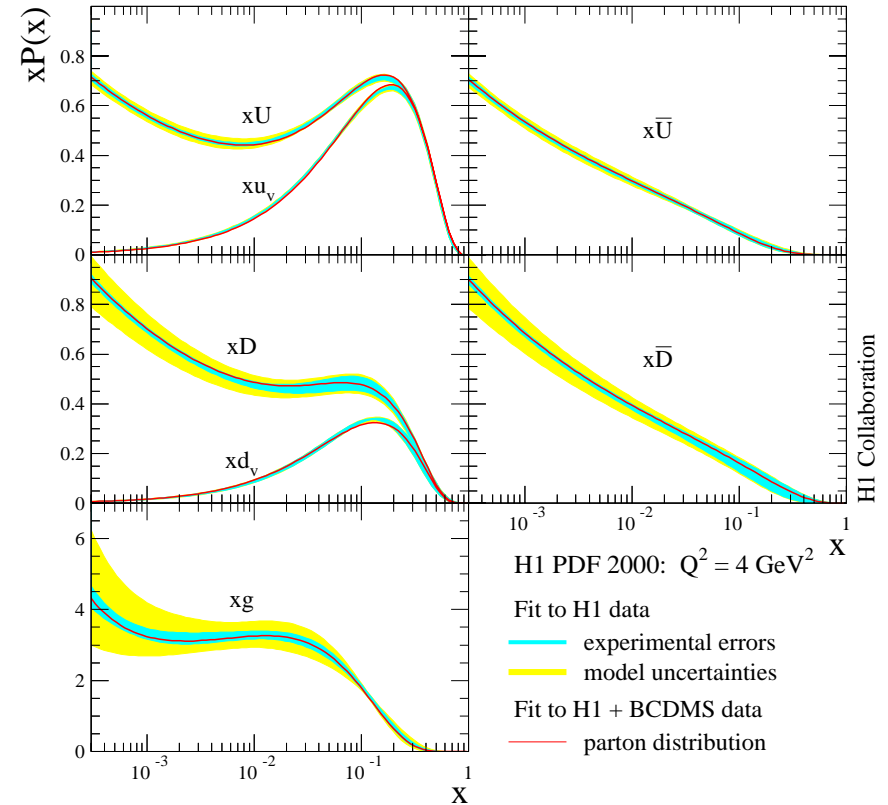 xP(x)
0.8
0.6
0.4
0.2
0
xU
xu_v
xŪ
0.8
0.6
0.4
0.2
0
xD
xd_v
xD̄
10^-3
10^-2
10^-1
1
x
H1 Collaboration
6
4
2
0
xg
10^-3
10^-2
10^-1
1
x
H1 PDF 2000: Q^2 = 4 GeV^2
Fit to H1 data
experimental errors
model uncertainties
Fit to H1 + BCDMS data
parton distribution